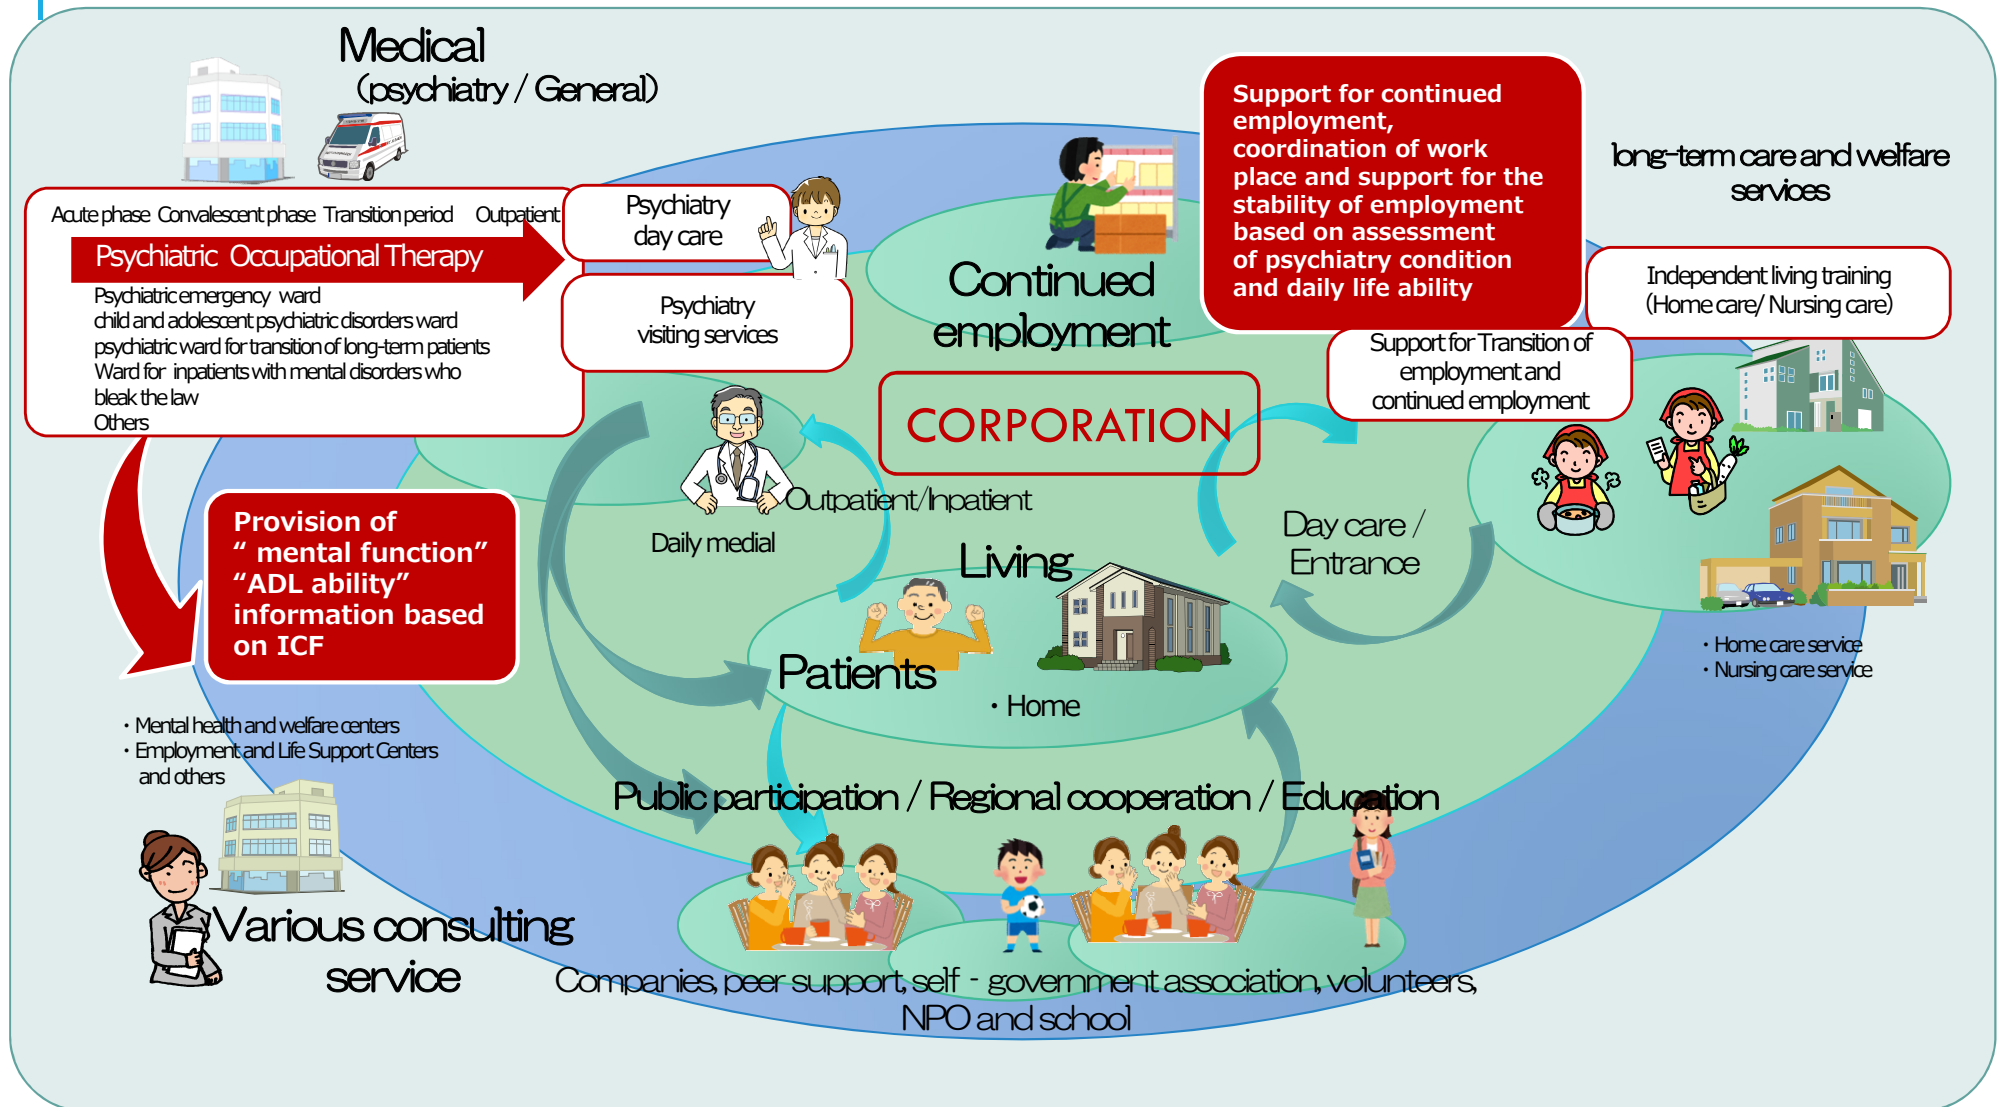 Medical
(psychiatry / General)
Acute phase Convalescent phase Transition period Outpatient
Psychiatric Occupational Therapy
Psychiatric emergency ward
child and adolescent psychiatric disorders ward
psychiatric ward for transition of long-term patients
Ward for inpatients with mental disorders who
bleak the law
Others
Psychiatry
day care
Psychiatry
visiting services
Continued
employment
Support for continued
employment,
coordination of work
place and support for the
stability of employment
based on assessment
of psychiatry condition
and daily life ability
long-term care and welfare
services
Independent living training
(Home care/ Nursing care)
Support for Transition of
employment and
continued employment
CORPORATION
Outpatient/Inpatient
Daily medial
Day care /
Entrance
Living
Patients
・Home
Provision of
“ mental function”
“ADL ability”
information based
on ICF
・Home care service
・Nursing care service
・Mental health and welfare centers
・Employment and Life Support Centers
and others
Public participation / Regional cooperation / Education
Various consulting
service
Companies, peer support, self - government association, volunteers,
NPO and school